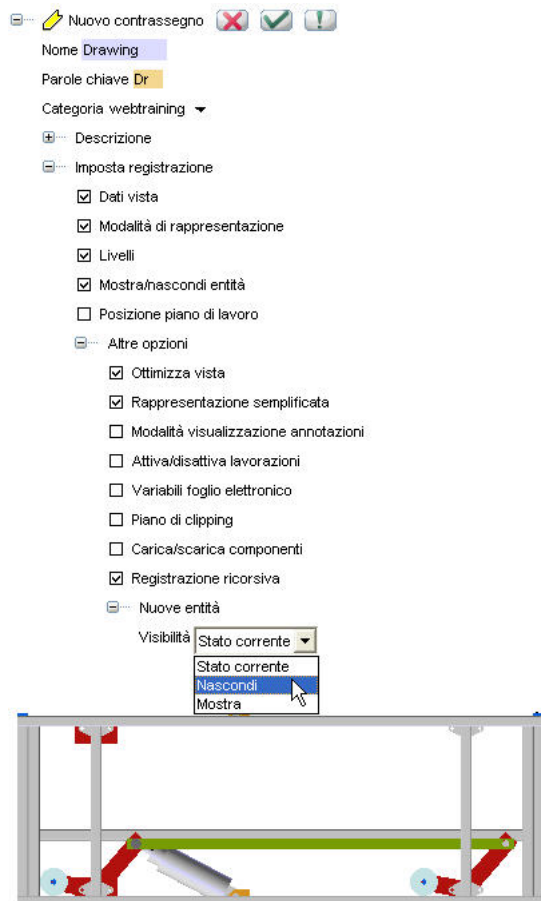 Nuovo contrassegno
Nome Drawing
Parole chiave Dr
Categoria webtraining
Descrizione
Imposta registrazione
Dati vista
Modalità di rappresentazione
Livelli
Mostra/nascondi entità
Posizione piano di lavoro
Altre opzioni
Ottimizza vista
Rappresentazione semplificata
Modalità visualizzazione annotazioni
Attiva/disattiva lavorazioni
Variabili foglio elettronico
Piano di clipping
Carica/scarica componenti
Registrazione ricorsiva
Nuove entità
Visibilità Stato corrente
Stato corrente
Nascondi
Mostra